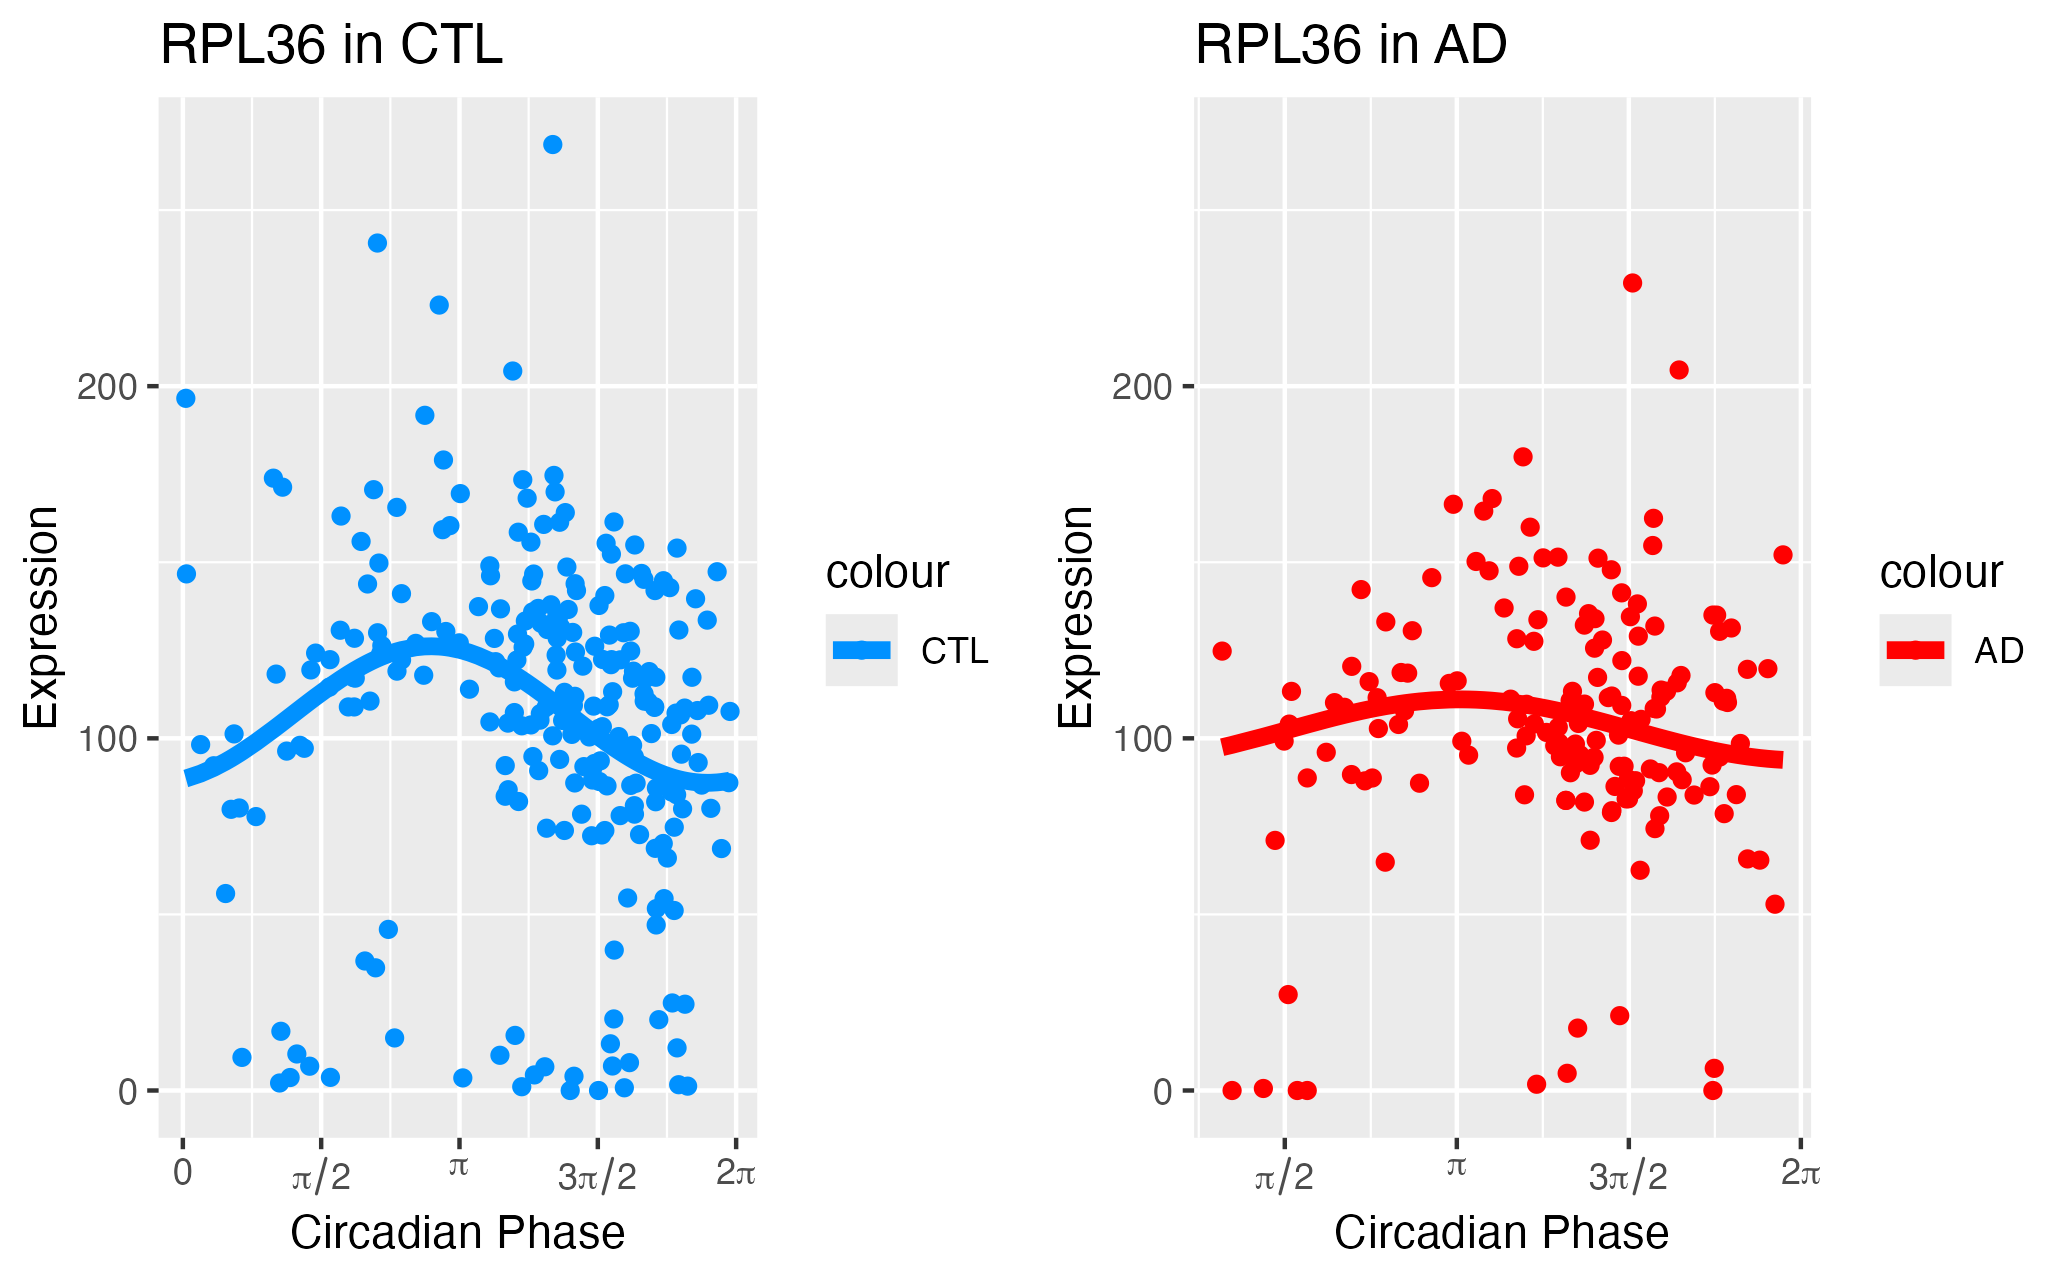 RPL36 in CTL
Expression
200
100
0
0
π/2
π
3π/2
2π
Circadian Phase
colour
CTL
RPL36 in AD
Expression
200
100
0
π/2
π
3π/2
2π
Circadian Phase
colour
AD